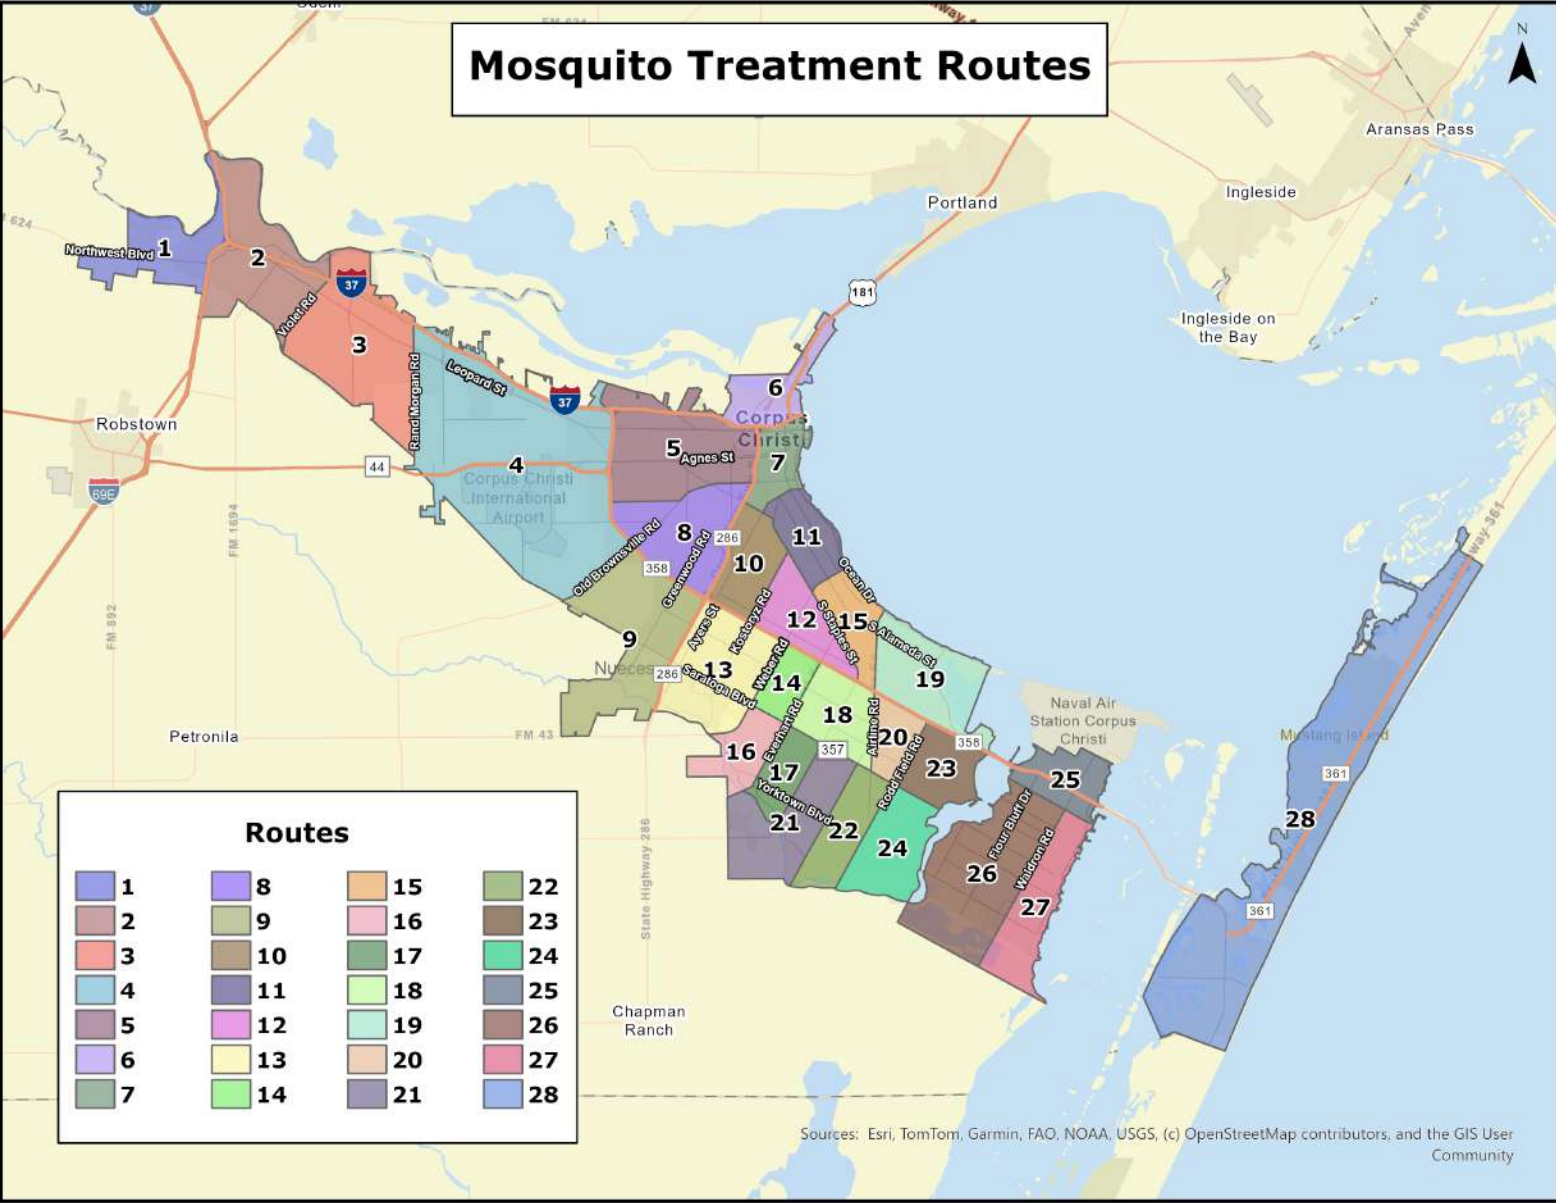 37
Mosquito Treatment Routes
N
Aransas Pass
Ingleside
Portland
624
Northwest Blvd
1
2
37
181
Ingleside on
the Bay
Violet Rd
3
Rand Morgan Rd
Leopard St
37
6
Corpus
Christi
Robstown
44
4
5
Agnes St
7
69E
Corpus Christi
International
Airport
FM 1694
8
286
11
Old Brownsville Rd
Greenwood Rd
358
10
Ocean Dr
FM 892
9
Ayers St
Kostoryz Rd
12
S Staples St
15
S Alameda St
Nueces
286
13
Saratoga Blvd
Weber Rd
14
19
Naval Air
Station Corpus
Christi
Petronila
FM 43
16
Everhart Rd
18
357
Airline Rd
20
Rodd Field Rd
358
23
25
Mustang Island
361
17
Yorktown Blvd
21
22
24
Flour Bluff Dr
26
Waldron Rd
27
28
361
State Highway 286
Chapman
Ranch
Routes
1 8 15 22
2 9 16 23
3 10 17 24
4 11 18 25
5 12 19 26
6 13 20 27
7 14 21 28
Sources: Esri, TomTom, Garmin, FAO, NOAA, USGS, (c) OpenStreetMap contributors, and the GIS User
Community